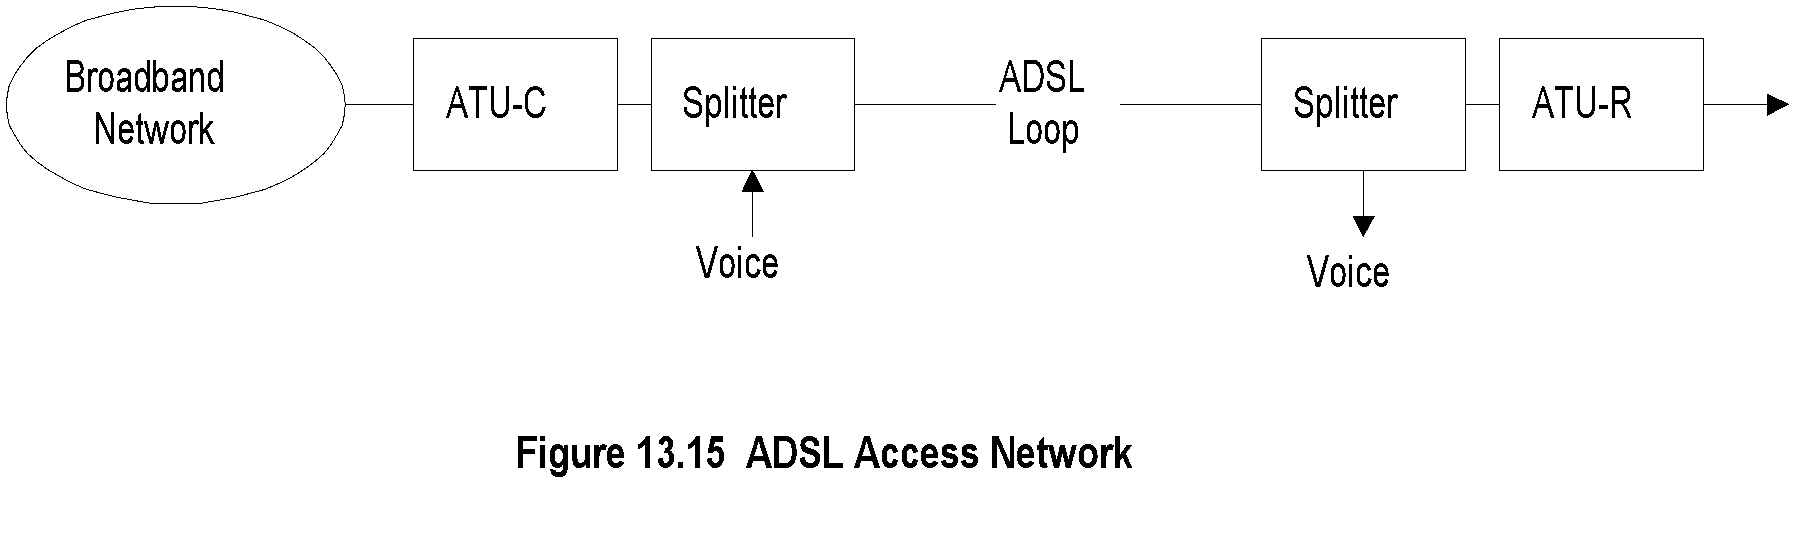 Broadband
Network
ATU-C
Splitter
ADSL
Loop
Splitter
ATU-R
Voice
Voice
Figure 13.15  ADSL Access Network